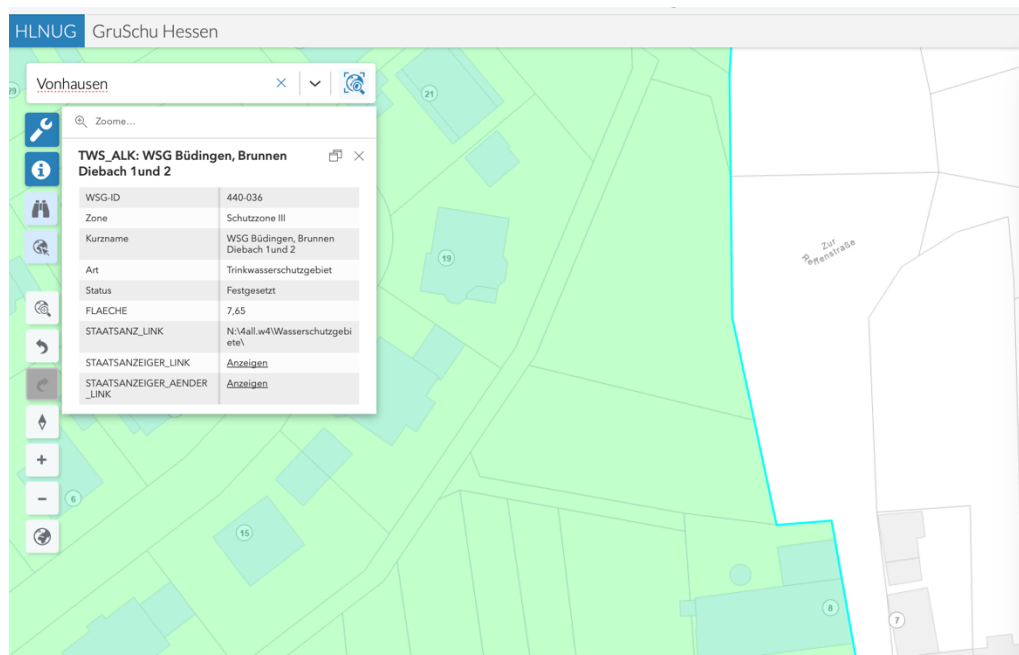 HLNUG GruSchu Hessen
Vonhausen
Zoome...
TWS_ALK: WSG Büdingen, Brunnen
Diebach 1und 2
WSG-ID 440-036
Zone Schutzzone III
Kurzname WSG Büdingen, Brunnen
Diebach 1und 2
Art Trinkwasserschutzgebiet
Status Festgesetzt
FLAECHE 7,65
STAATSANZ_LINK N:\4all.w4\Wasserschutzgebi
ete\
STAATSANZEIGER_LINK Anzeigen
STAATSANZEIGER_AENDER Anzeigen
_LINK
29
21
19
Zur
6
15
8
7